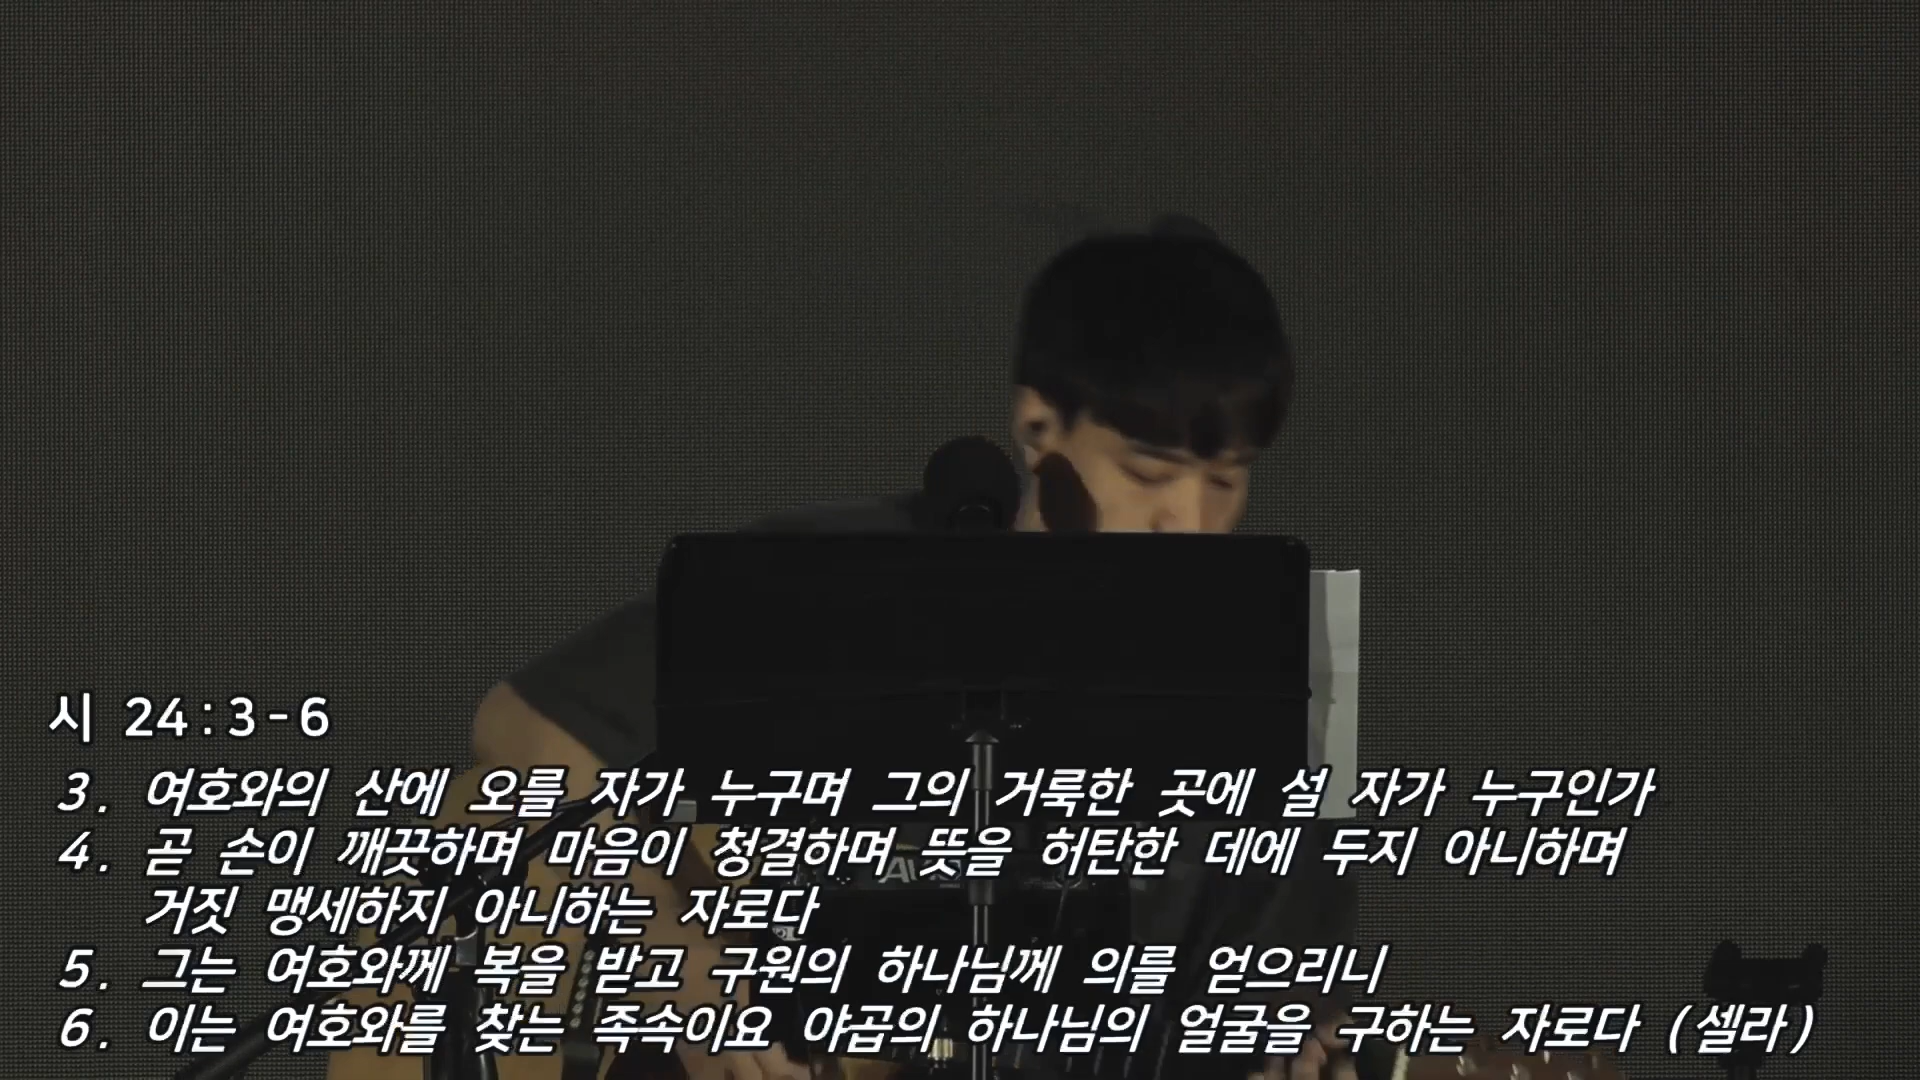 시 24:3-6
3. 여호와의 산에 오를 자가 누구며 그의 거룩한 곳에 설 자가 누구인가
4. 곧 손이 깨끗하며 마음이 청결하며 뜻을 허탄한 데에 두지 아니하며
거짓 맹세하지 아니하는 자로다
5. 그는 여호와께 복을 받고 구원의 하나님께 의를 얻으리니
6. 이는 여호와를 찾는 족속이요 야곱의 하나님의 얼굴을 구하는 자로다 (셀라)